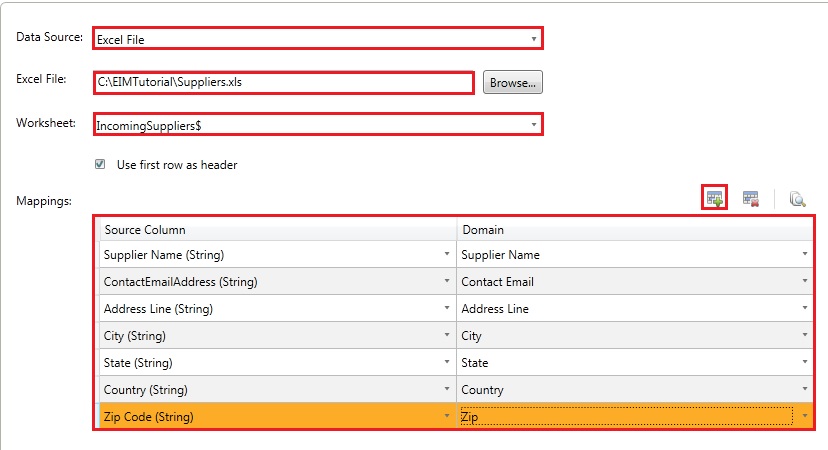 Data Source: Excel File
Excel File: C:\EIMTutorial\Suppliers.xls Browse...
Worksheet: IncomingSuppliers$
Use first row as header
Mappings:
Source Column Domain
Supplier Name (String) Supplier Name
ContactEmailAddress (String) Contact Email
Address Line (String) Address Line
City (String) City
State (String) State
Country (String) Country
Zip Code (String) Zip